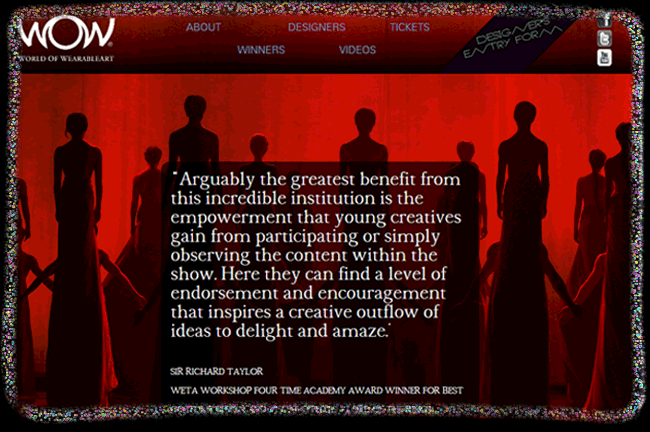 WOW®
WORLD OF WEARABLEART
ABOUT DESIGNERS TICKETS
WINNERS VIDEOS
DESIGNERS
ENTRY FORM
f
t
You
"Arguably the greatest benefit from
this incredible institution is the
empowerment that young creatives
gain from participating or simply
observing the content within the
show. Here they can find a level of
endorsement and encouragement
that inspires a creative outflow of
ideas to delight and amaze."
SIR RICHARD TAYLOR
WETA WORKSHOP FOUR TIME ACADEMY AWARD WINNER FOR BEST